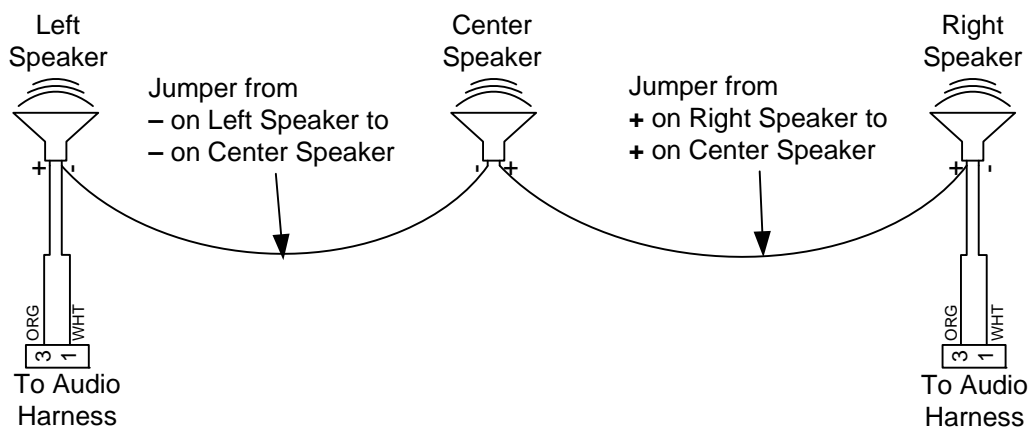 Left
Speaker
Center
Speaker
Right
Speaker
Jumper from
– on Left Speaker to
– on Center Speaker
Jumper from
+ on Right Speaker to
+ on Center Speaker
+ -
- +
+ -
ORG
WHT
3 1
To Audio
Harness
ORG
WHT
3 1
To Audio
Harness